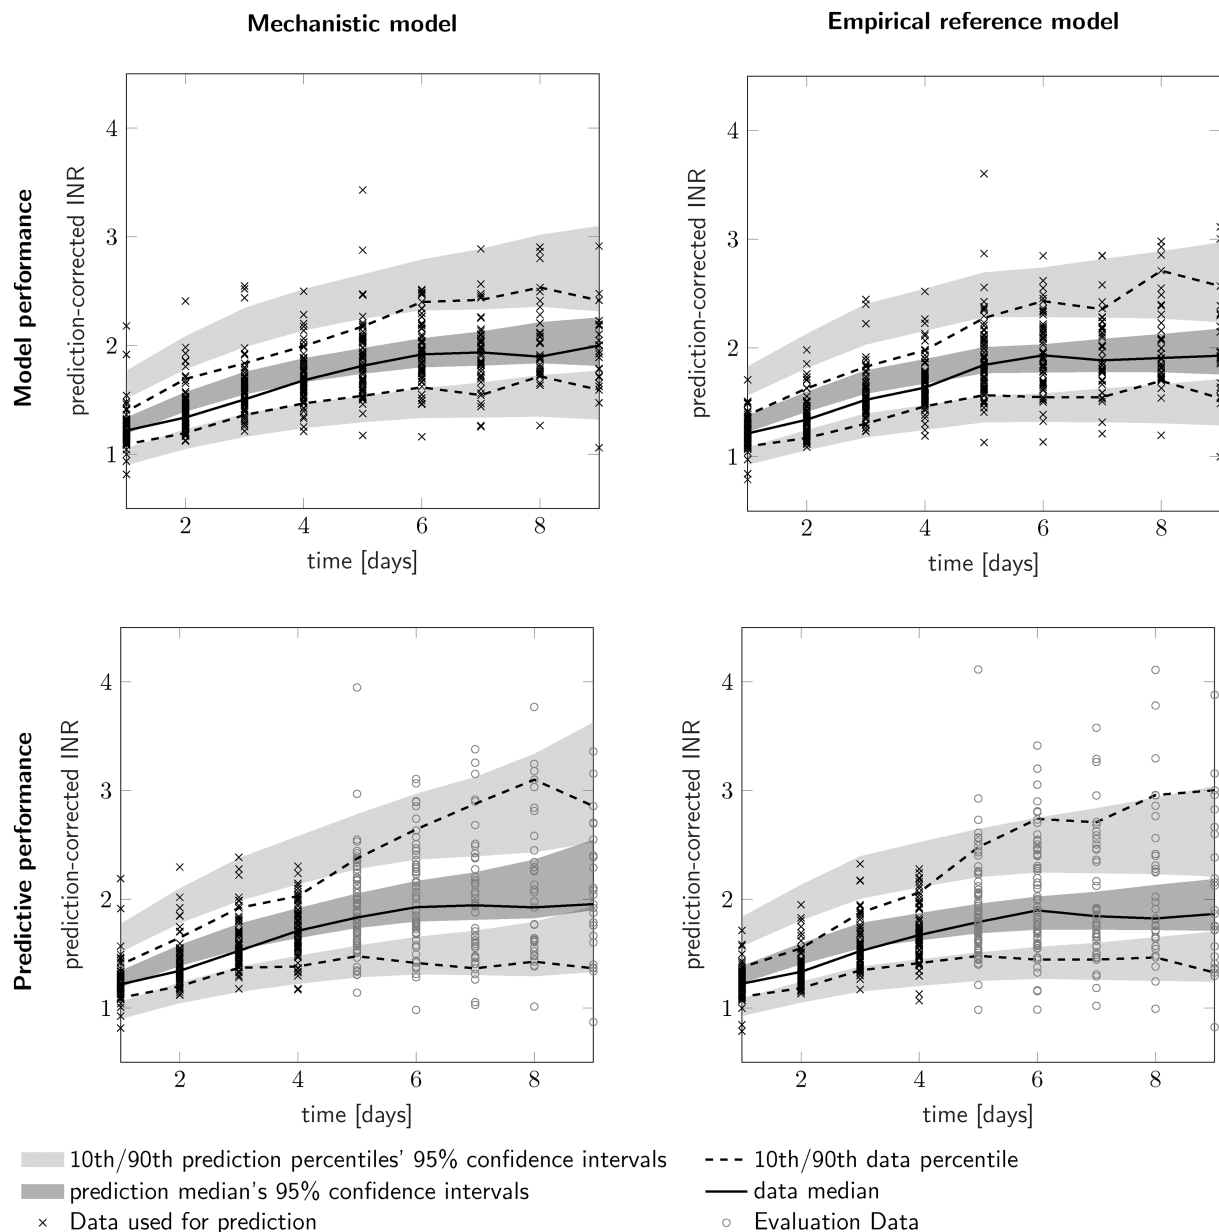 Mechanistic model
Empirical reference model
Model performance
prediction-corrected INR
4
3
2
1
2 4 6 8
time [days]
prediction-corrected INR
4
3
2
1
2 4 6 8
time [days]
Predictive performance
prediction-corrected INR
4
3
2
1
2 4 6 8
time [days]
prediction-corrected INR
4
3
2
1
2 4 6 8
time [days]
10th/90th prediction percentiles' 95% confidence intervals
10th/90th data percentile
prediction median's 95% confidence intervals
data median
Data used for prediction
Evaluation Data